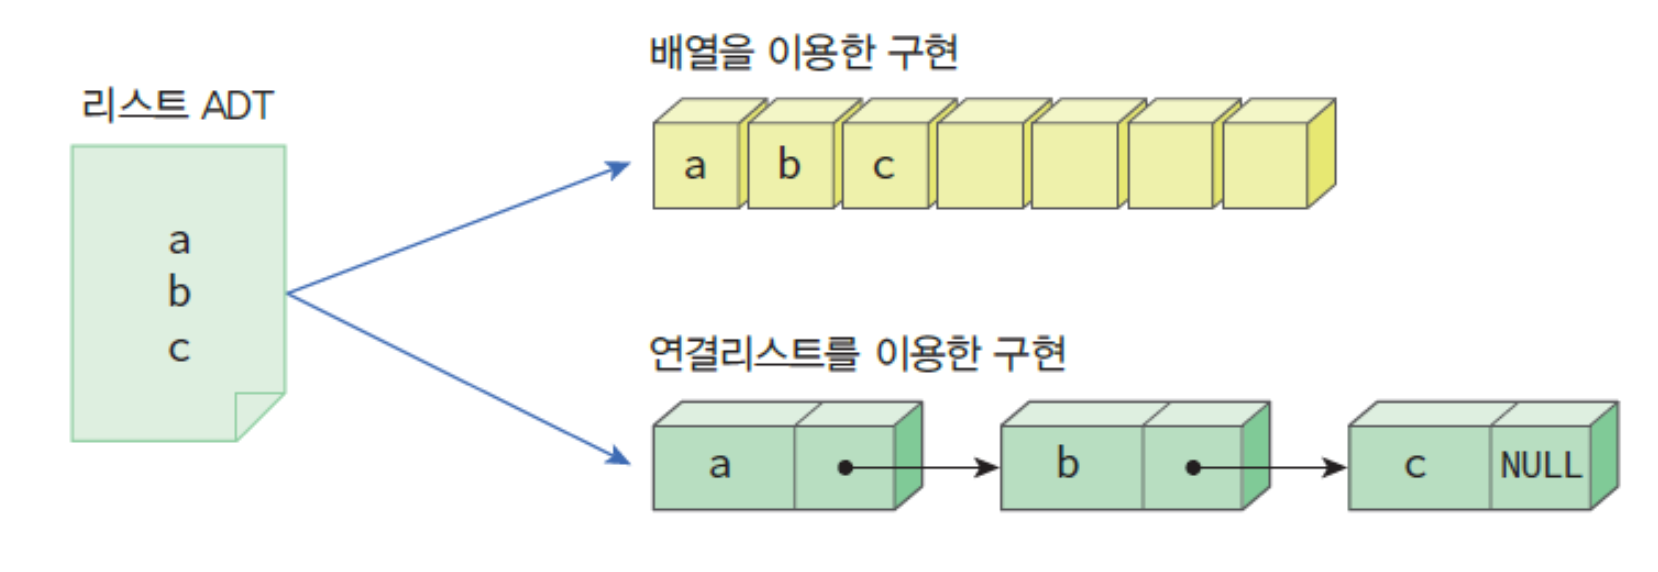 리스트 ADT
a
b
c
배열을 이용한 구현
a b c
연결리스트를 이용한 구현
a b c NULL